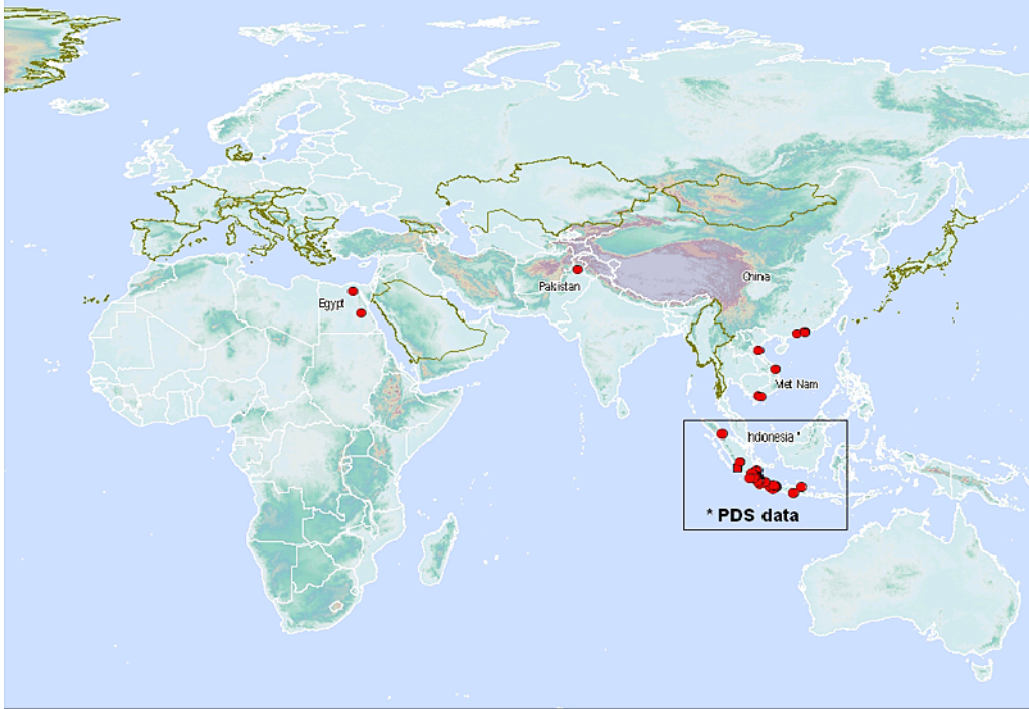 China
Pakistan
Egypt
Viet Nam
Indonesia *
* PDS data